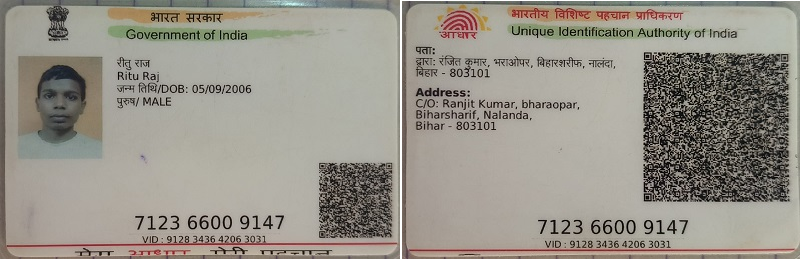 भारत सरकार
Government of India
रीतु राज
Ritu Raj
जन्म तिथि/DOB: 05/09/2006
पुरुष/ MALE
7123 6600 9147
VID : 9128 3436 4206 3031
भारतीय विशिष्ट पहचान प्राधिकरण
Unique Identification Authority of India
आधार
पता:
द्वारा: रंजित कुमार, भराओपर, बिहारशरीफ, नालंदा,
बिहार - 803101
Address:
C/O: Ranjit Kumar, bharaopar,
Biharsharif, Nalanda,
Bihar - 803101
7123 6600 9147
VID : 9128 3436 4206 3031